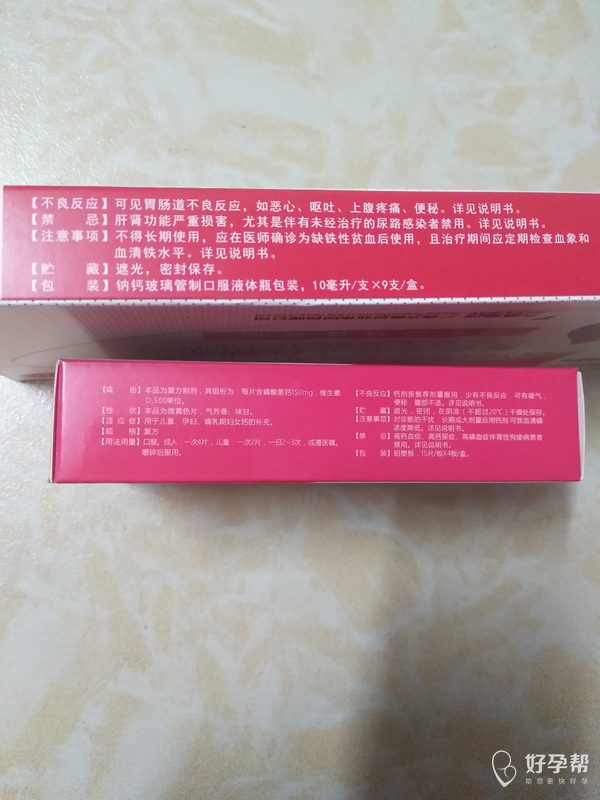 【不良反应】可见胃肠道不良反应，如恶心、呕吐、上腹疼痛、便秘。详见说明书。
【禁 忌】肝肾功能严重损害，尤其是伴有未经治疗的尿路感染者禁用。详见说明书。
【注意事项】不得长期使用，应在医师确诊为缺铁性贫血后使用，且治疗期间应定期检查血象和
血清铁水平。详见说明书。
【贮 藏】遮光，密封保存。
【包 装】钠钙玻璃管制口服液体瓶包装，10毫升/支×9支/盒。
【成 份】本品为复方制剂，其组份为：每片含磷酸氢钙150mg，维生素
D₂500单位。
【性 状】本品为微黄色片，气芳香，味甘。
【适 应 症】用于儿童、孕妇、哺乳期妇女钙的补充。
【规 格】复方
【用法用量】口服。成人，一次4片；儿童，一次2片，一日2-3次，或遵医嘱。
嚼碎后服用。
【不良反应】钙剂按推荐剂量服用，少有不良反应，可有嗳气，
便秘，腹部不适。详见说明书。
【贮 藏】遮光，密闭，在阴凉（不超过20℃）干燥处保存。
【注意事项】对诊断的干扰：长期或大剂量应用钙剂可致血清磷
浓度降低。详见说明书。
【禁 忌】高钙血症、高钙尿症、高磷血症伴肾性佝偻病患者
禁用。详见说明书。
【包 装】铝塑板，15片/板X4板/盒。
好孕帮
助您更快好孕